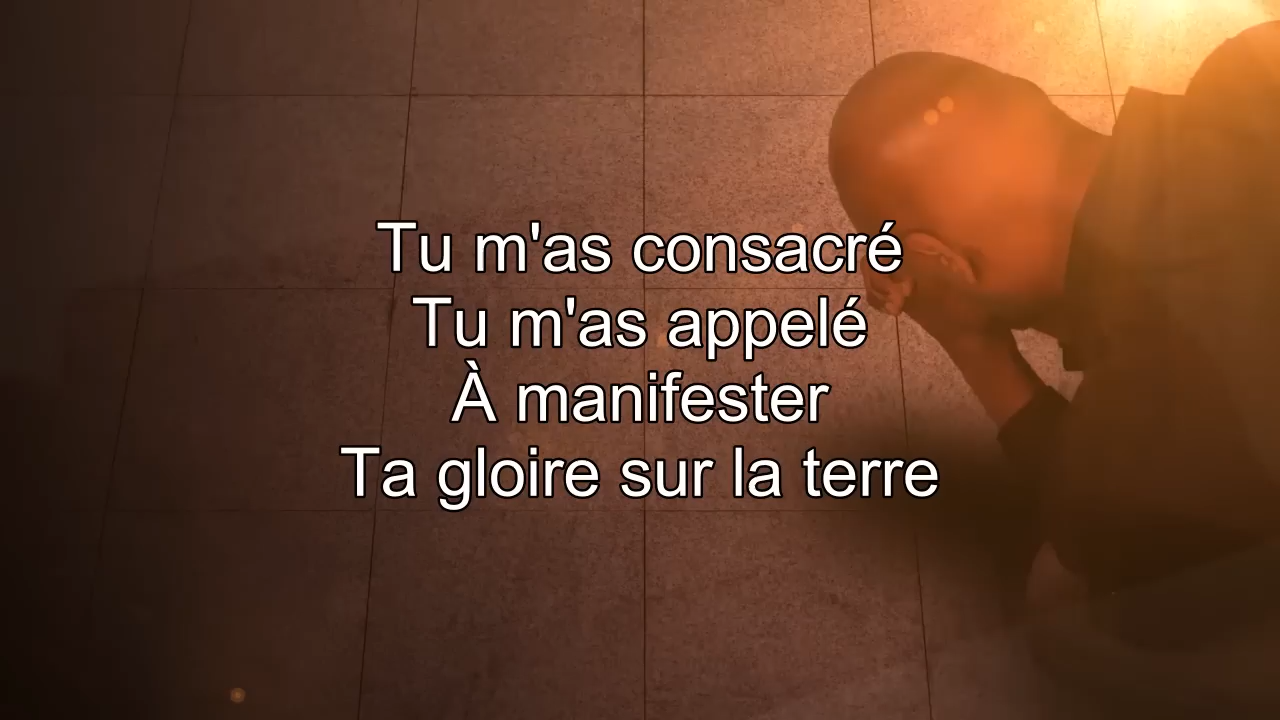 Tu m'as consacré
Tu m'as appelé
À manifester
Ta gloire sur la terre